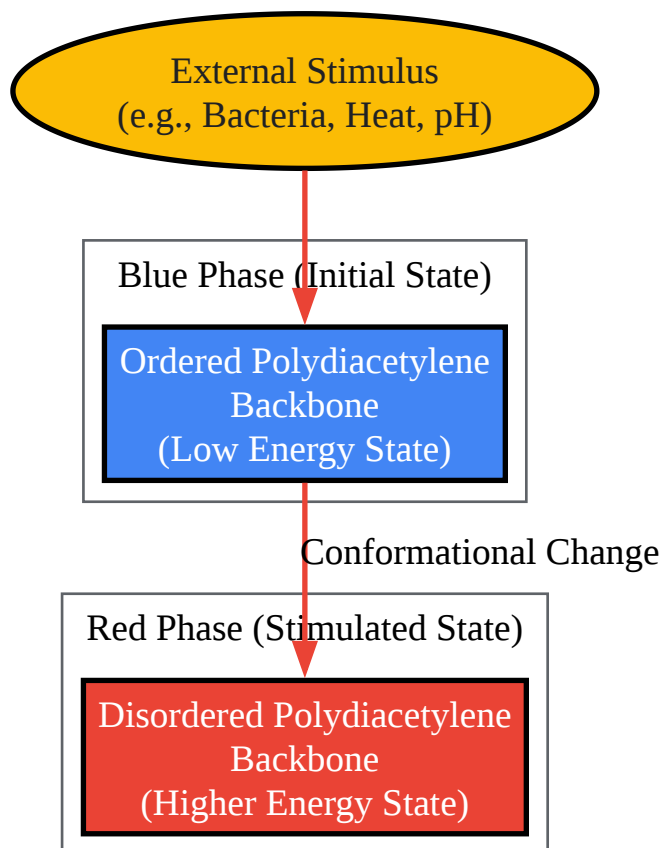 External Stimulus
(e.g., Bacteria, Heat, pH)
Blue Phase (Initial State)
Ordered Polydiacetylene
Backbone
(Low Energy State)
Conformational Change
Red Phase (Stimulated State)
Disordered Polydiacetylene
Backbone
(Higher Energy State)